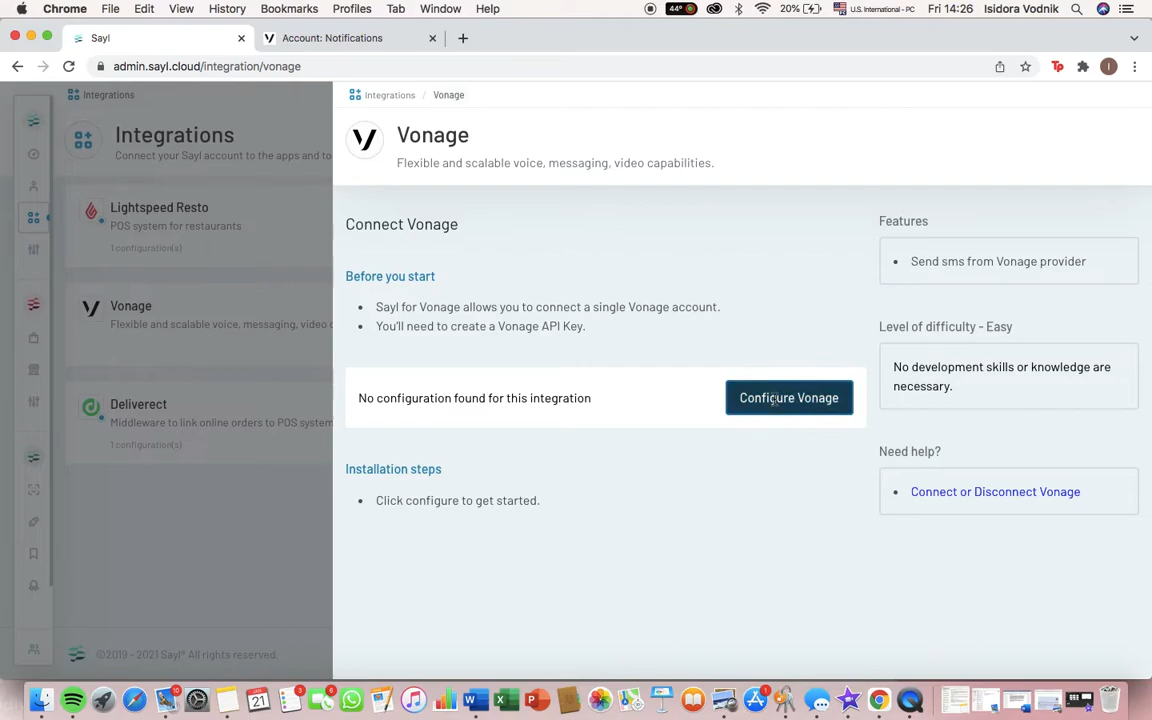 Chrome File Edit View History Bookmarks Profiles Tab Window Help 44° 20% U.S. International - PC Fri 14:26 Isidora Vodnik
Sayl
Account: Notifications
admin.sayl.cloud/integration/vonage
Tp
I
Integrations
Integrations
Connect your Sayl account to the apps and to
Lightspeed Resto
POS system for restaurants
1 configuration(s)
Vonage
Flexible and scalable voice, messaging, video c
Deliverect
Middleware to link online orders to POS system
1 configuration(s)
©2019 - 2021 Sayl® All rights reserved.
Integrations / Vonage
Vonage
Flexible and scalable voice, messaging, video capabilities.
Connect Vonage
Before you start
• Sayl for Vonage allows you to connect a single Vonage account.
• You'll need to create a Vonage API Key.
No configuration found for this integration
Configure Vonage
Installation steps
• Click configure to get started.
Features
• Send sms from Vonage provider
Level of difficulty - Easy
No development skills or knowledge are
necessary.
Need help?
• Connect or Disconnect Vonage